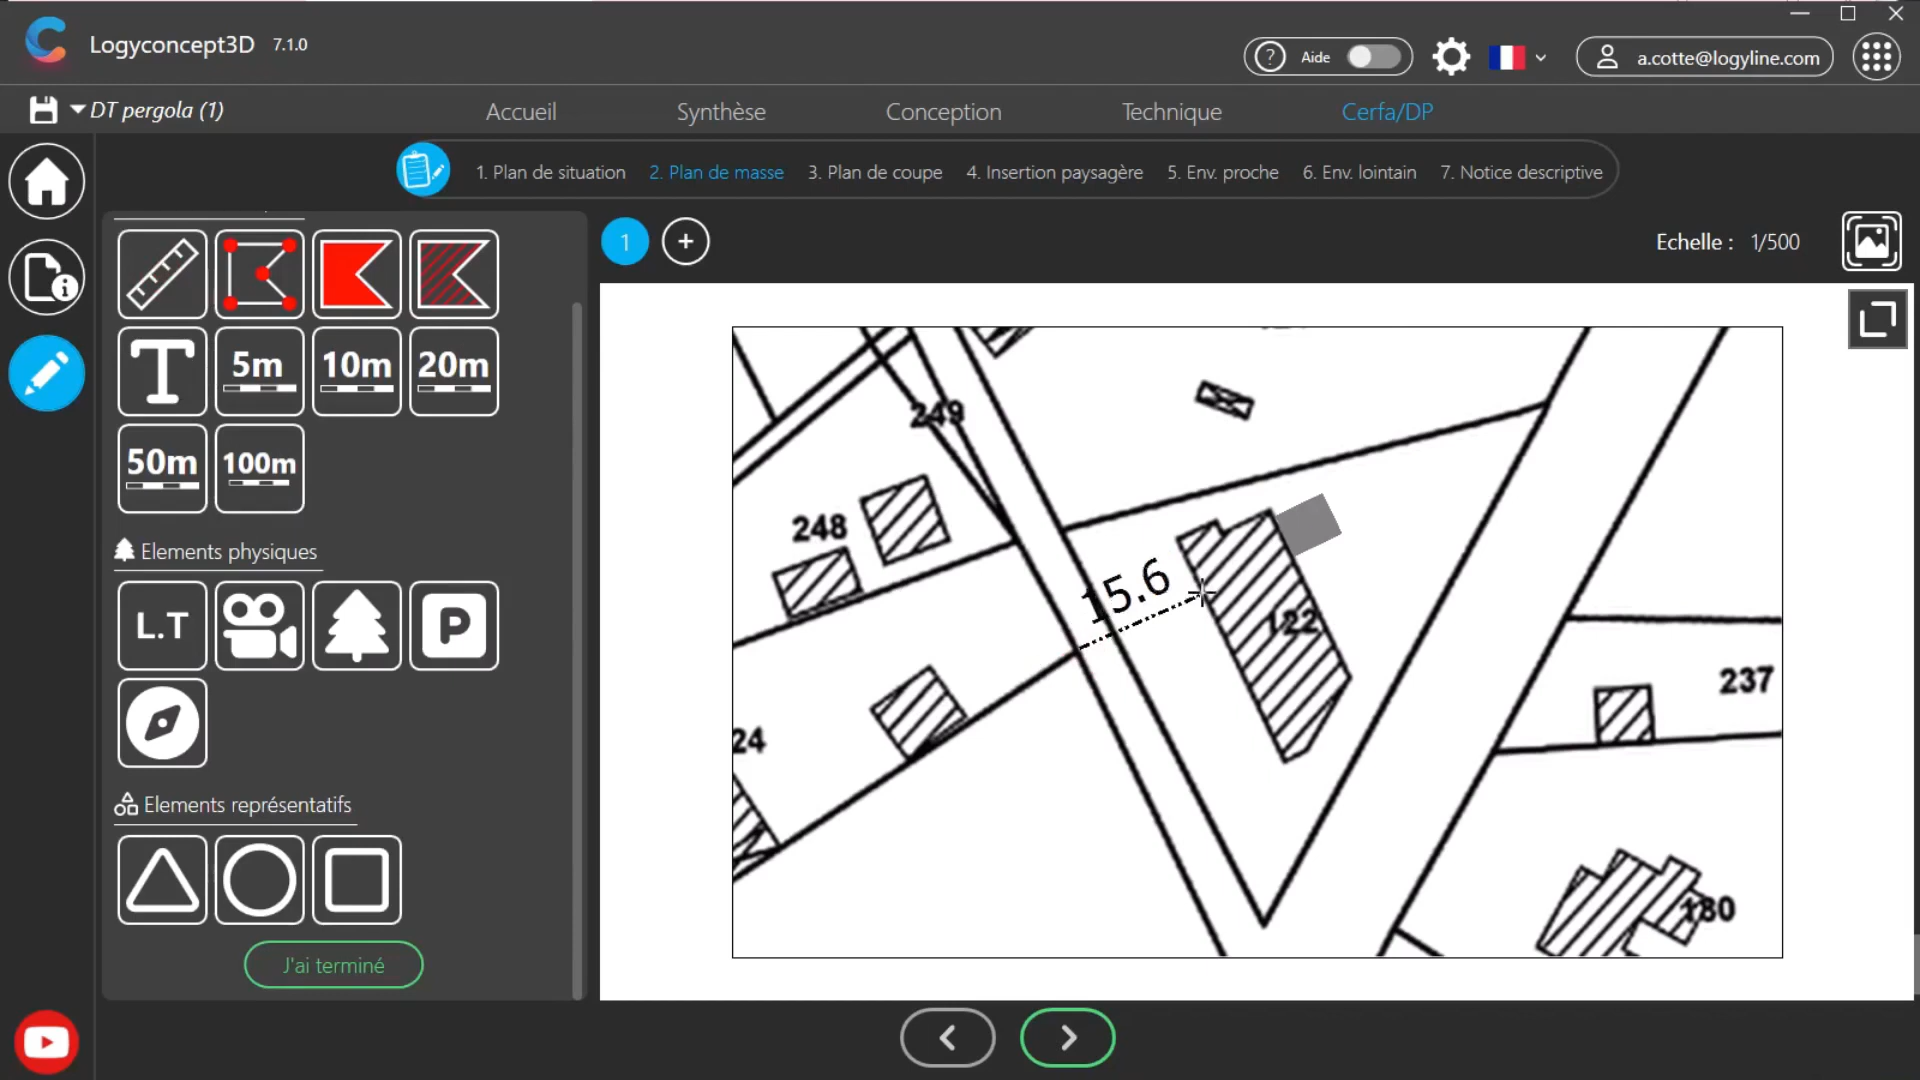 Logyconcept3D 7.1.0
? Aide
a.cotte@logyline.com
DT pergola (1)
Accueil Synthèse Conception Technique Cerfa/DP
1. Plan de situation 2. Plan de masse 3. Plan de coupe 4. Insertion paysagère 5. Env. proche 6. Env. lointain 7. Notice descriptive
1 +
Echelle : 1/500
T 5m 10m 20m
50m 100m
Elements physiques
L.T P
Elements représentatifs
J'ai terminé
249
248
15.6
122
237
24
180